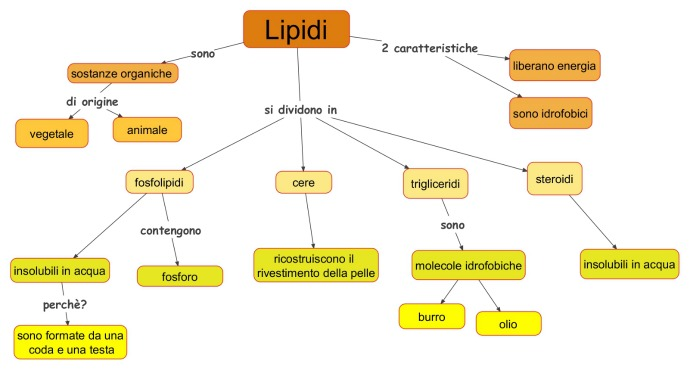 Lipidi
sono
2 caratteristiche
sostanze organiche
liberano energia
di origine
sono idrofobici
vegetale
animale
si dividono in
fosfolipidi
cere
trigliceridi
steroidi
contengono
sono
insolubili in acqua
fosforo
ricostruiscono il
rivestimento della pelle
molecole idrofobiche
insolubili in acqua
perchè?
burro
olio
sono formate da una
coda e una testa